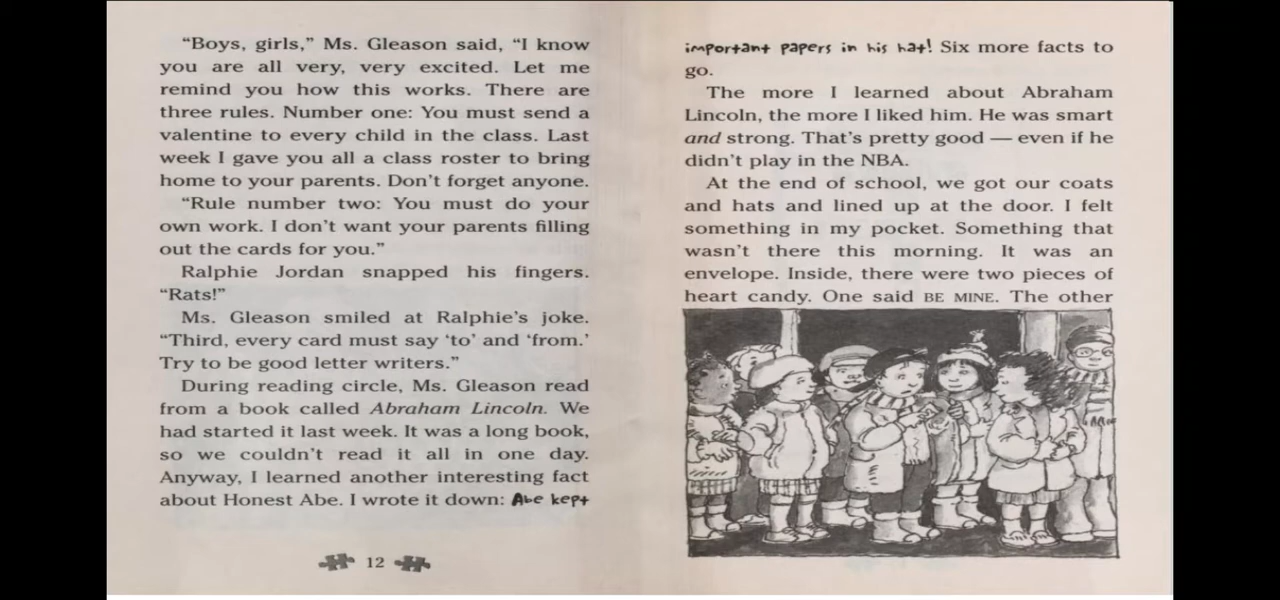 “Boys, girls,” Ms. Gleason said, “I know
you are all very, very excited. Let me
remind you how this works. There are
three rules. Number one: You must send a
valentine to every child in the class. Last
week I gave you all a class roster to bring
home to your parents. Don’t forget anyone.
“Rule number two: You must do your
own work. I don’t want your parents filling
out the cards for you.”
Ralphie Jordan snapped his fingers.
“Rats!”
Ms. Gleason smiled at Ralphie’s joke.
“Third, every card must say ‘to’ and ‘from.’
Try to be good letter writers.”
During reading circle, Ms. Gleason read
from a book called Abraham Lincoln. We
had started it last week. It was a long book,
so we couldn’t read it all in one day.
Anyway, I learned another interesting fact
about Honest Abe. I wrote it down: Abe kept
12
important papers in his hat! Six more facts to
go.
The more I learned about Abraham
Lincoln, the more I liked him. He was smart
and strong. That’s pretty good — even if he
didn’t play in the NBA.
At the end of school, we got our coats
and hats and lined up at the door. I felt
something in my pocket. Something that
wasn’t there this morning. It was an
envelope. Inside, there were two pieces of
heart candy. One said BE MINE. The other